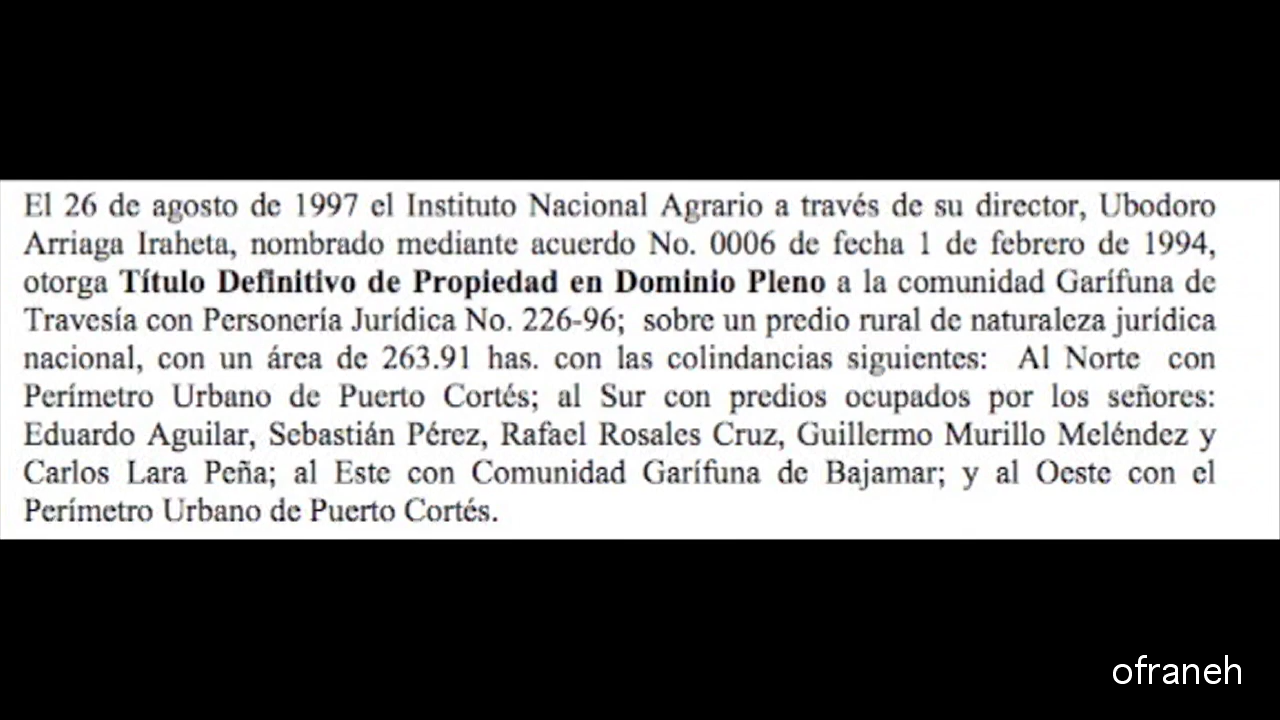 El 26 de agosto de 1997 el Instituto Nacional Agrario a través de su director, Ubodoro
Arriaga Iraheta, nombrado mediante acuerdo No. 0006 de fecha 1 de febrero de 1994,
otorga Título Definitivo de Propiedad en Dominio Pleno a la comunidad Garífuna de
Travesía con Personería Jurídica No. 226-96; sobre un predio rural de naturaleza jurídica
nacional, con un área de 263.91 has. con las colindancias siguientes: Al Norte con
Perímetro Urbano de Puerto Cortés; al Sur con predios ocupados por los señores:
Eduardo Aguilar, Sebastián Pérez, Rafael Rosales Cruz, Guillermo Murillo Meléndez y
Carlos Lara Peña; al Este con Comunidad Garífuna de Bajamar; y al Oeste con el
Perímetro Urbano de Puerto Cortés.
ofraneh